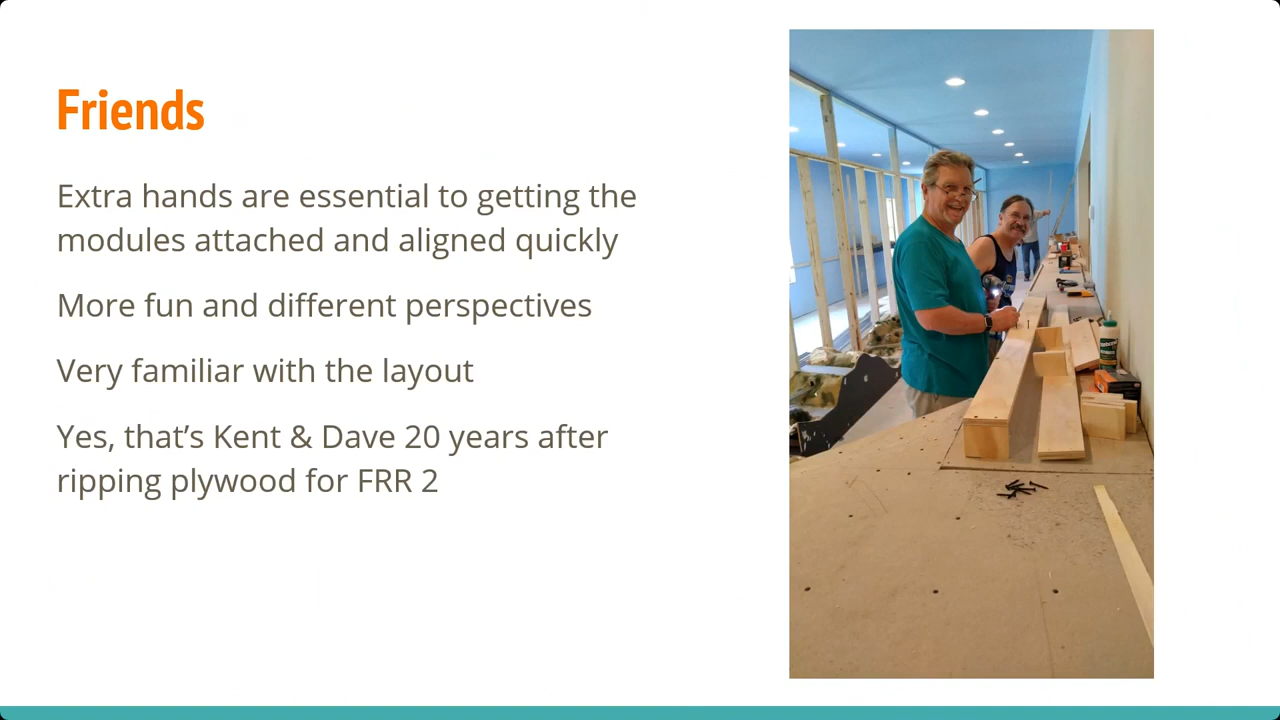 Friends
Extra hands are essential to getting the
modules attached and aligned quickly
More fun and different perspectives
Very familiar with the layout
Yes, that’s Kent & Dave 20 years after
ripping plywood for FRR 2